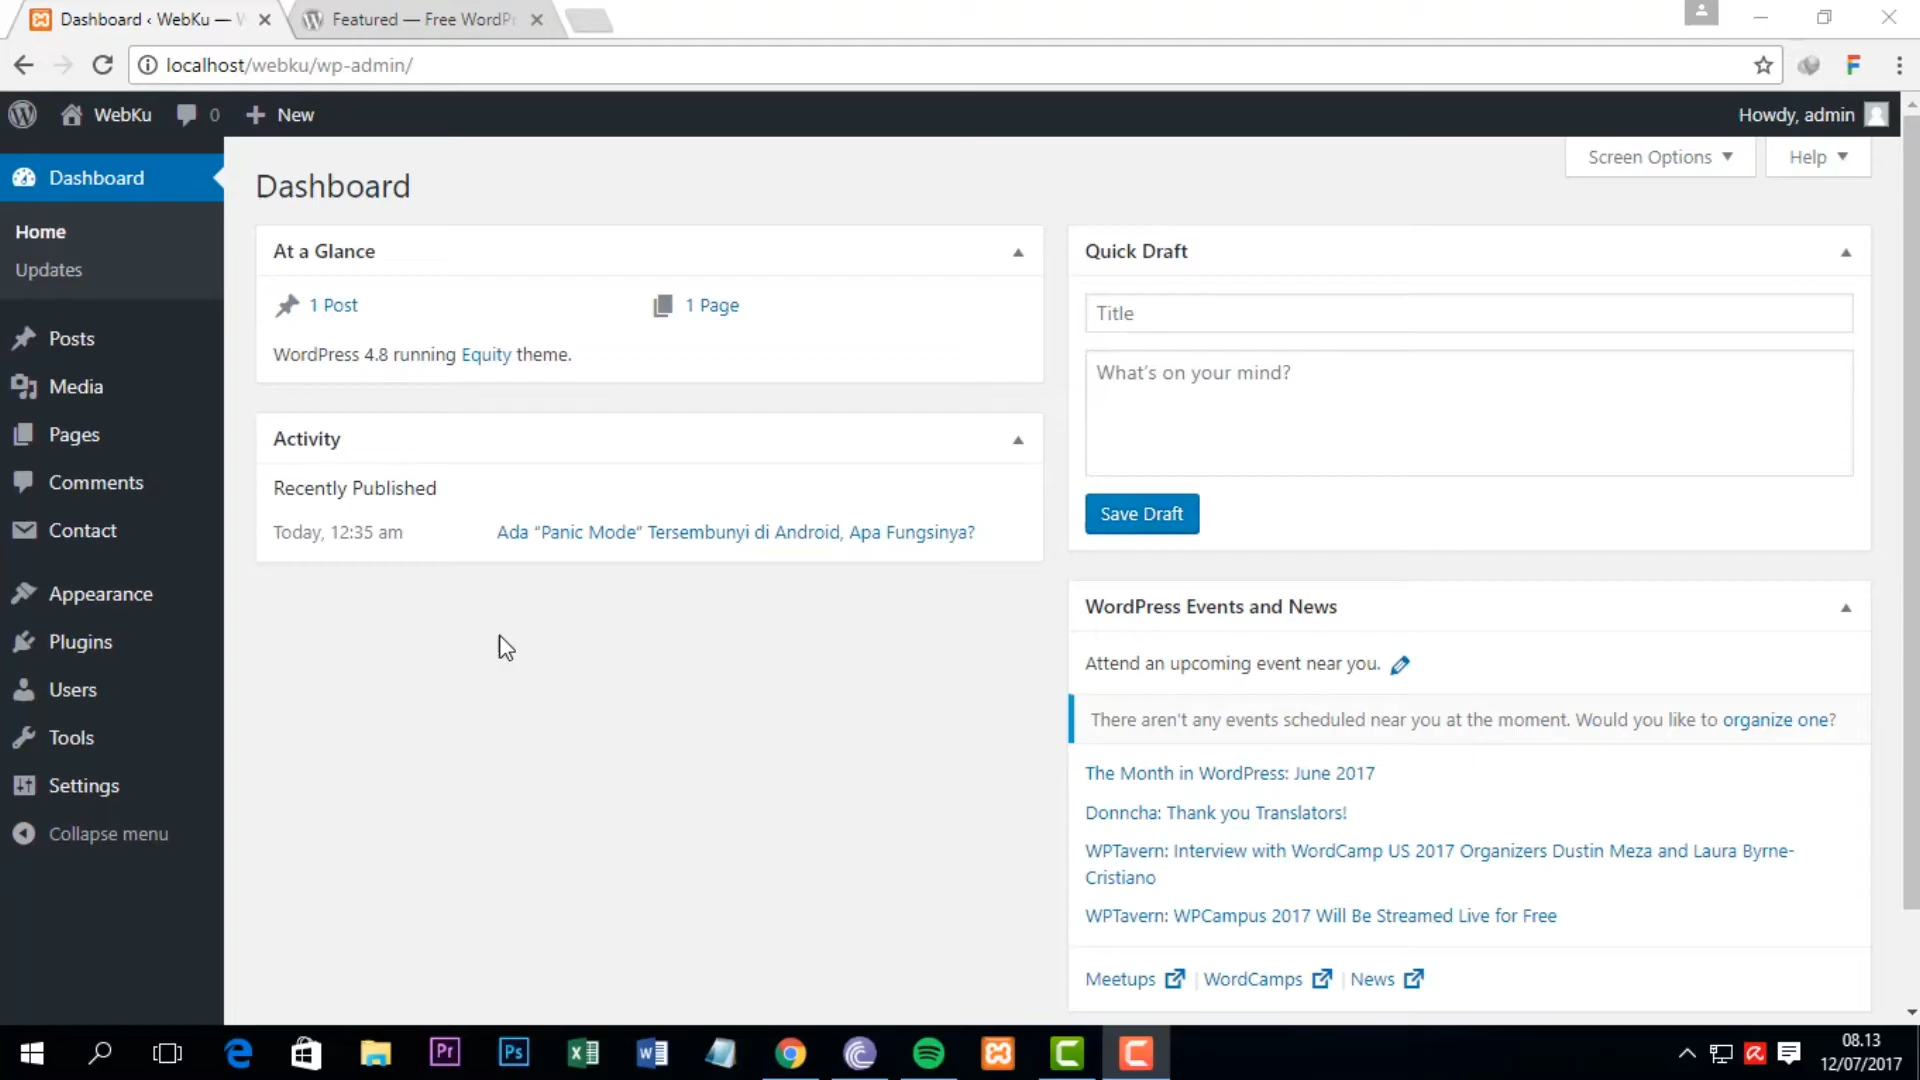 Dashboard ‹ WebKu — W
Featured — Free WordPr
localhost/webku/wp-admin/
WebKu
0
New
Howdy, admin
Screen Options
Help
Dashboard
Home
Updates
Posts
Media
Pages
Comments
Contact
Appearance
Plugins
Users
Tools
Settings
Collapse menu
Dashboard
At a Glance
1 Post
1 Page
WordPress 4.8 running Equity theme.
Activity
Recently Published
Today, 12:35 am
Ada “Panic Mode” Tersembunyi di Android, Apa Fungsinya?
Quick Draft
Title
What’s on your mind?
Save Draft
WordPress Events and News
Attend an upcoming event near you.
There aren't any events scheduled near you at the moment. Would you like to organize one?
The Month in WordPress: June 2017
Donncha: Thank you Translators!
WPTavern: Interview with WordCamp US 2017 Organizers Dustin Meza and Laura Byrne-
Cristiano
WPTavern: WPCampus 2017 Will Be Streamed Live for Free
Meetups | WordCamps | News
Pr
Ps
08.13
12/07/2017